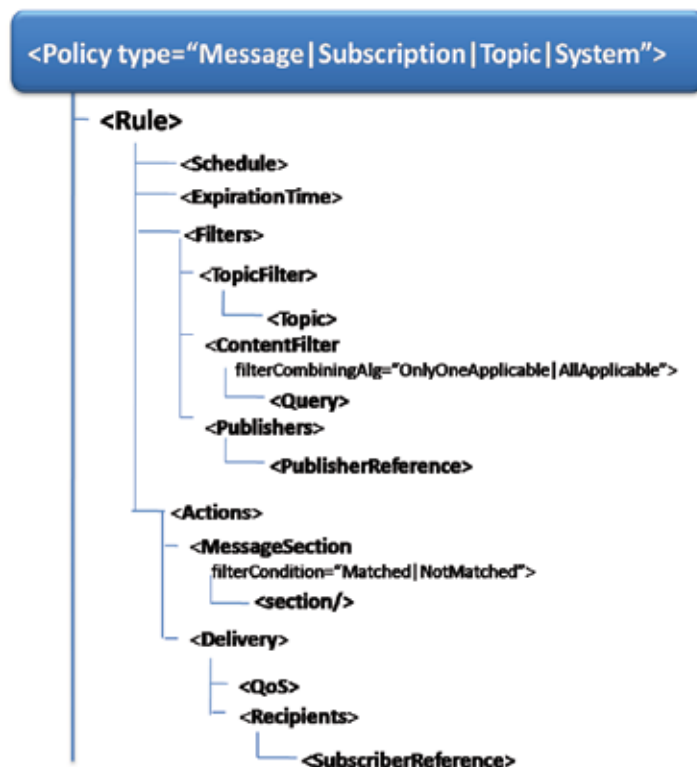 <Policy type=“Message|Subscription|Topic|System”>
<Rule>
<Schedule>
<ExpirationTime>
<Filters>
<TopicFilter>
<Topic>
<ContentFilter
filterCombiningAlg=“OnlyOneApplicable|AllApplicable”>
<Query>
<Publishers>
<PublisherReference>
<Actions>
<MessageSection
filterCondition=“Matched|NotMatched”>
<section/>
<Delivery>
<QoS>
<Recipients>
<SubscriberReference>